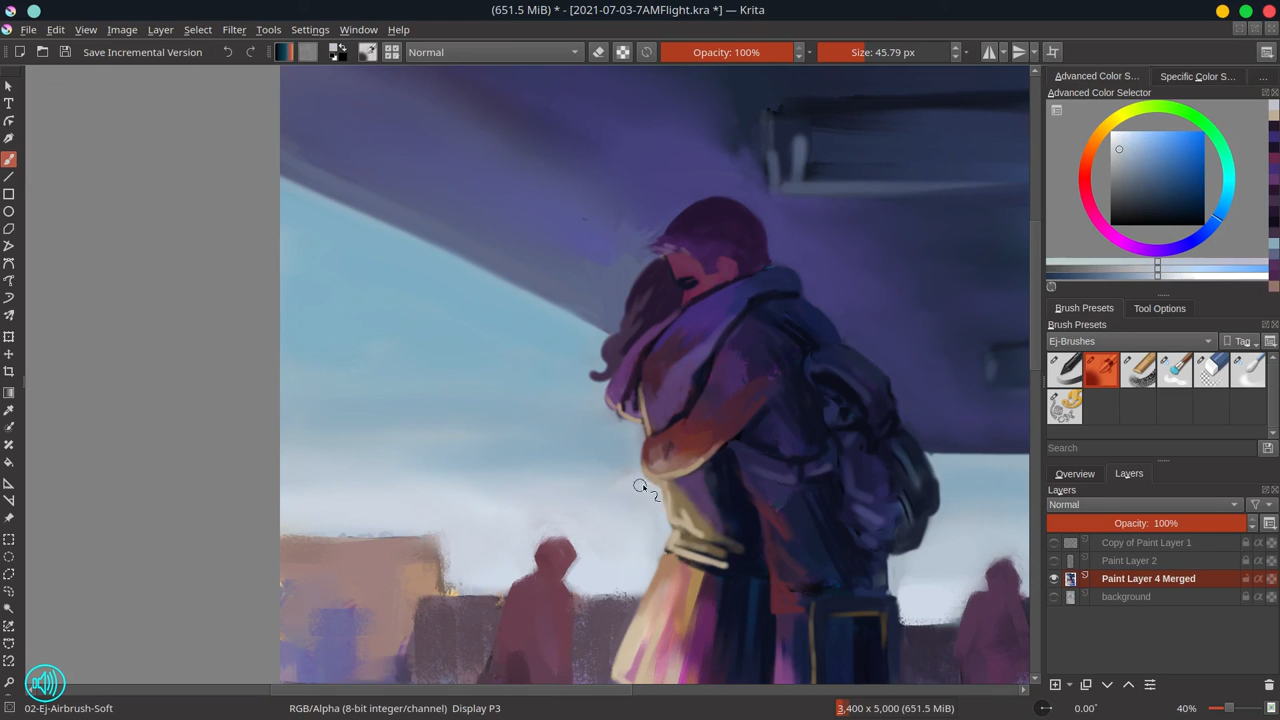 (651.5 MiB) * - [2021-07-03-7AMFlight.kra *] — Krita
File Edit View Image Layer Select Filter Tools Settings Window Help
Save Incremental Version Normal Opacity: 100% Size: 45.79 px
Advanced Color S... Specific Color S... ...
Advanced Color Selector
Brush Presets Tool Options
Brush Presets
Ej-Brushes Tag
Search
Overview Layers
Layers
Normal
Opacity: 100%
Copy of Paint Layer 1
Paint Layer 2
Paint Layer 4 Merged
background
02-Ej-Airbrush-Soft RGB/Alpha (8-bit integer/channel) Display P3 3,400 x 5,000 (651.5 MiB) 0.00° 40%